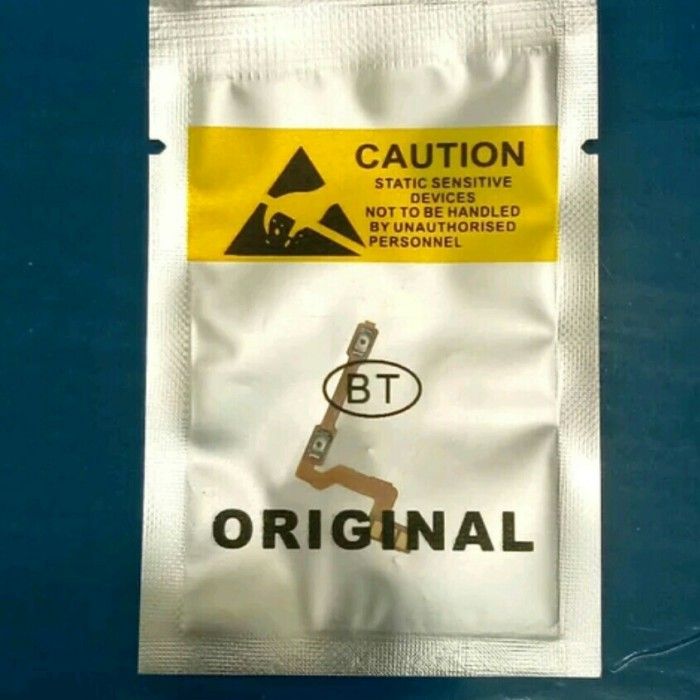 CAUTION
STATIC SENSITIVE
DEVICES
NOT TO BE HANDLED
BY UNAUTHORISED
PERSONNEL
BT
ORIGINAL